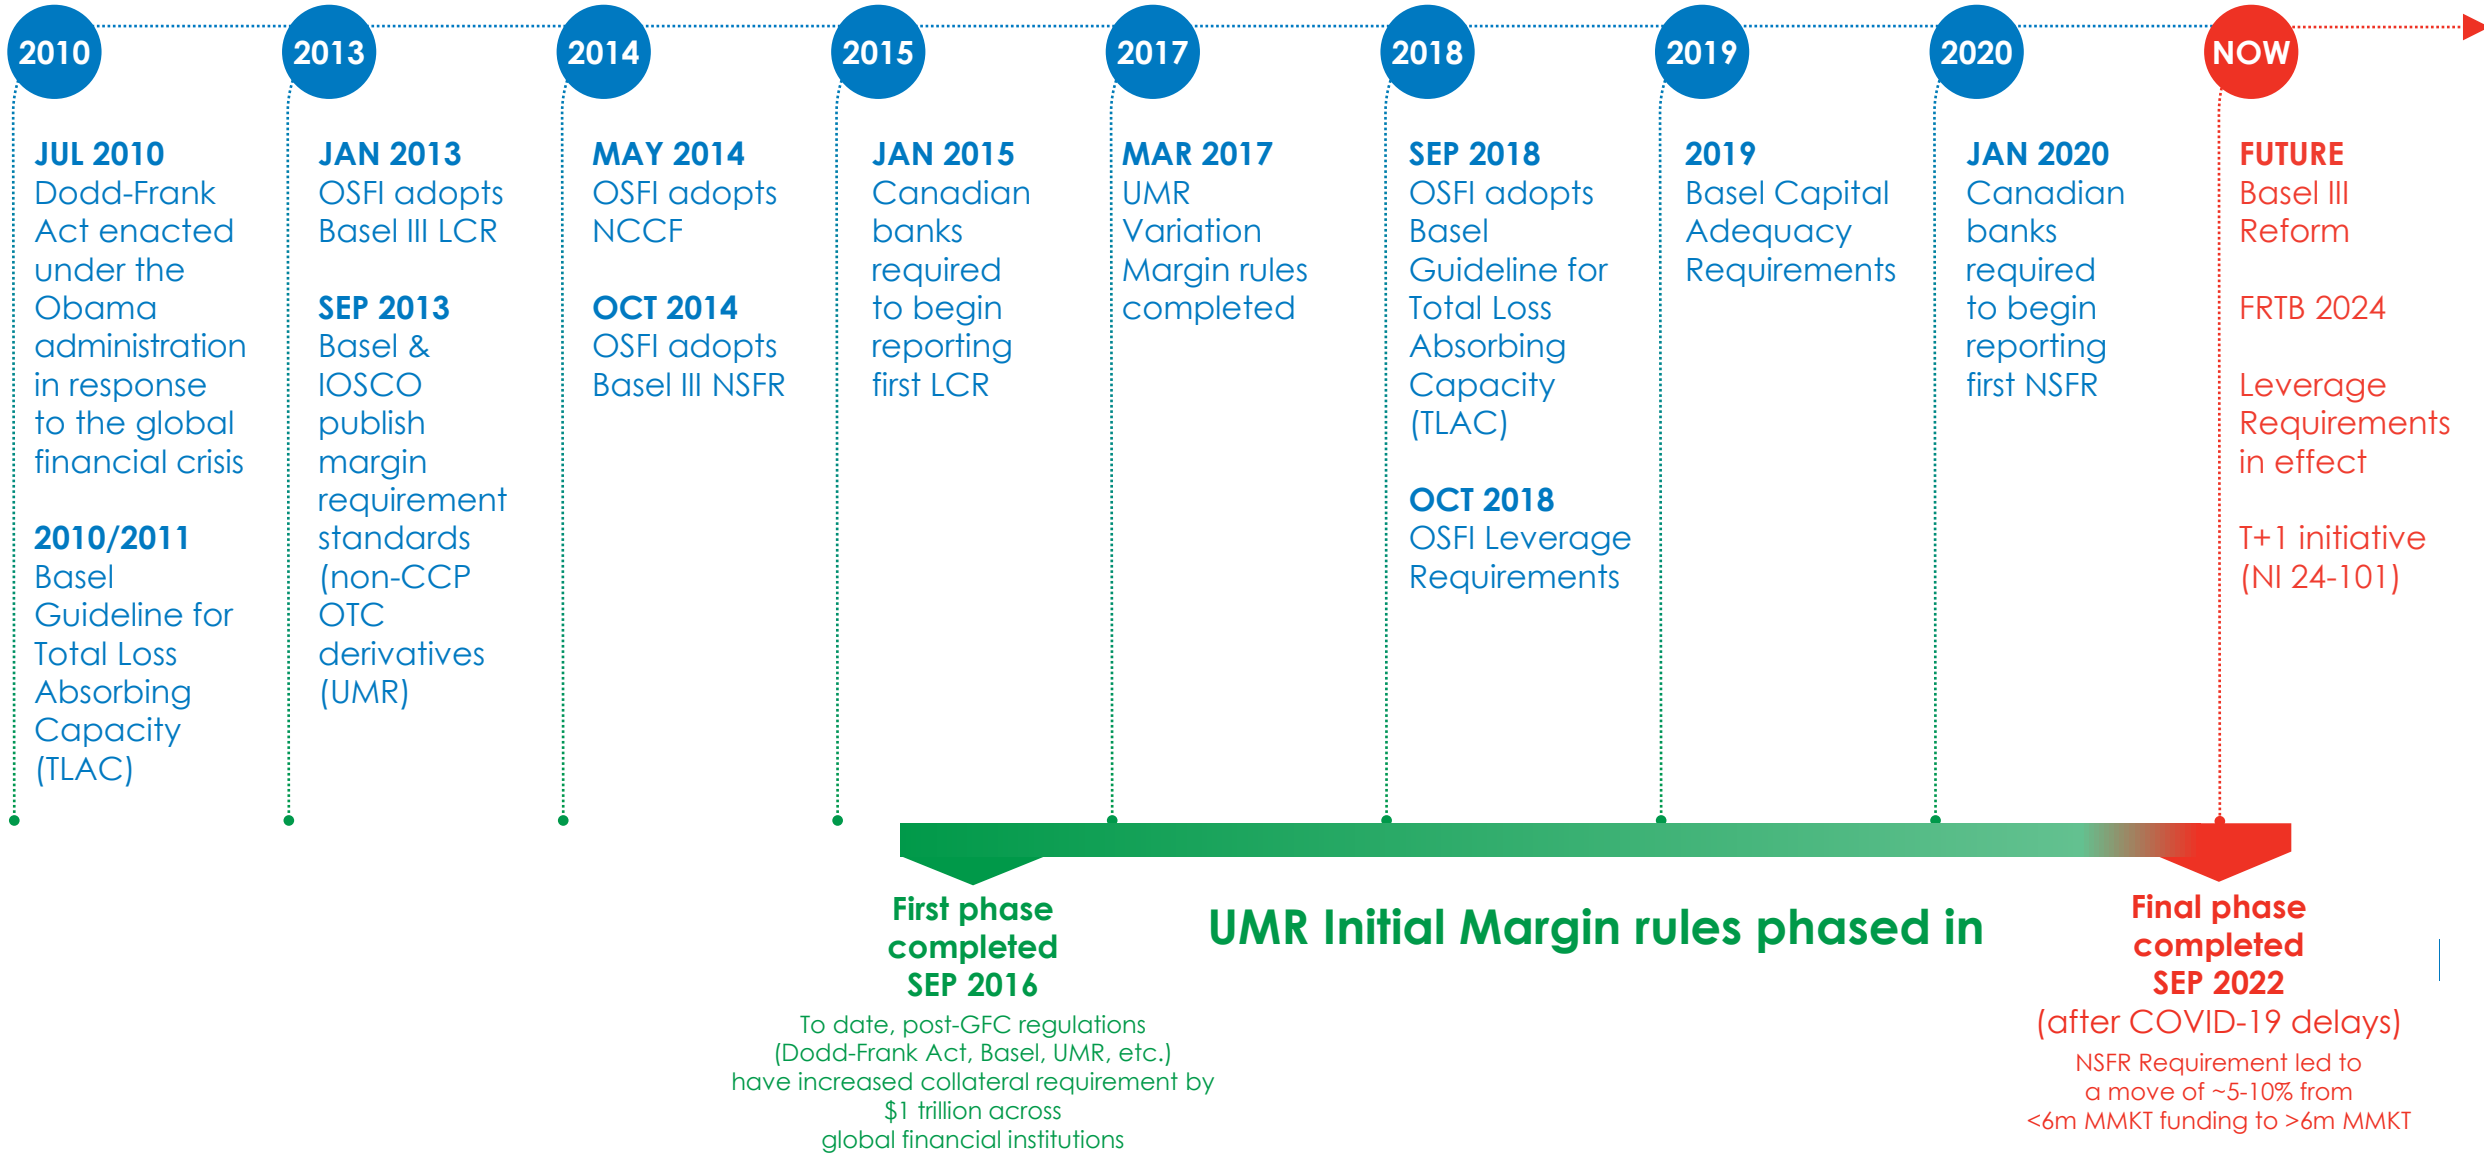 2010
2013
2014
2015
2017
2018
2019
2020
NOW
JUL 2010
Dodd-Frank
Act enacted
under the
Obama
administration
in response
to the global
financial crisis
2010/2011
Basel
Guideline for
Total Loss
Absorbing
Capacity
(TLAC)
JAN 2013
OSFI adopts
Basel III LCR
SEP 2013
Basel &
IOSCO
publish
margin
requirement
standards
(non-CCP
OTC
derivatives
(UMR)
MAY 2014
OSFI adopts
NCCF
OCT 2014
OSFI adopts
Basel III NSFR
JAN 2015
Canadian
banks
required
to begin
reporting
first LCR
MAR 2017
UMR
Variation
Margin rules
completed
SEP 2018
OSFI adopts
Basel
Guideline for
Total Loss
Absorbing
Capacity
(TLAC)
OCT 2018
OSFI Leverage
Requirements
2019
Basel Capital
Adequacy
Requirements
JAN 2020
Canadian
banks
required
to begin
reporting
first NSFR
FUTURE
Basel III
Reform
FRTB 2024
Leverage
Requirements
in effect
T+1 initiative
(NI 24-101)
First phase
completed
SEP 2016
To date, post-GFC regulations
(Dodd-Frank Act, Basel, UMR, etc.)
have increased collateral requirement by
$1 trillion across
global financial institutions
UMR Initial Margin rules phased in
Final phase
completed
SEP 2022
(after COVID-19 delays)
NSFR Requirement led to
a move of ~5-10% from
<6m MMKT funding to >6m MMKT